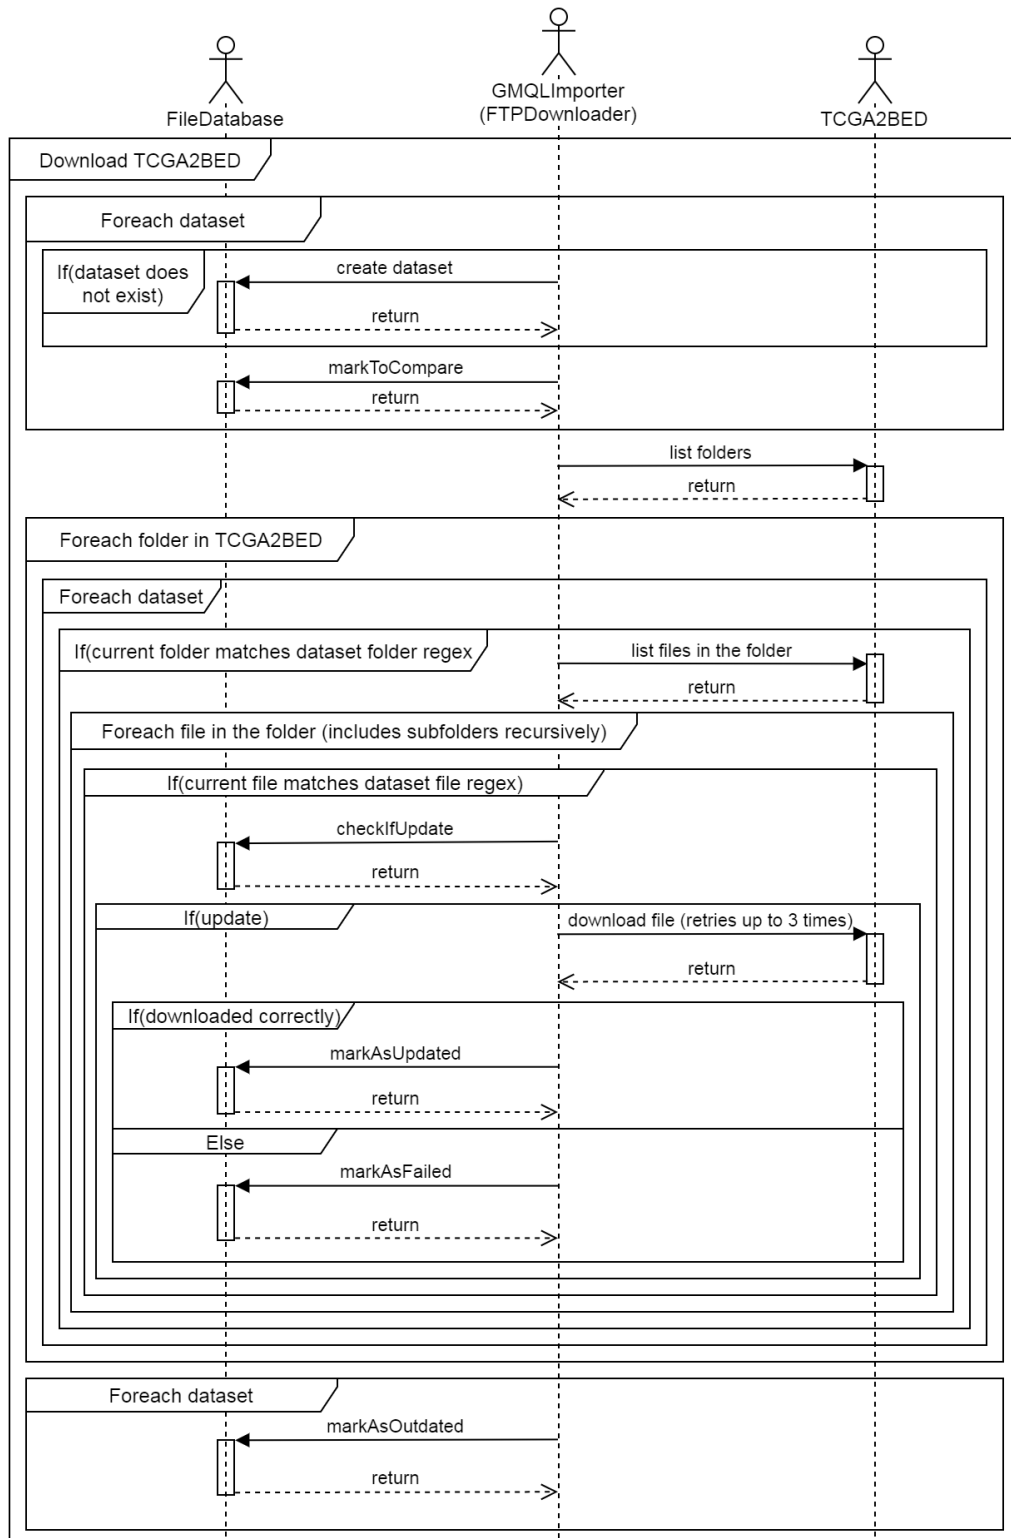 FileDatabase
GMQLImporter
(FTPDownloader)
TCGA2BED
Download TCGA2BED
Foreach dataset
If(dataset does
not exist)
create dataset
return
markToCompare
return
list folders
return
Foreach folder in TCGA2BED
Foreach dataset
If(current folder matches dataset folder regex
list files in the folder
return
Foreach file in the folder (includes subfolders recursively)
If(current file matches dataset file regex)
checkIfUpdate
return
If(update)
download file (retries up to 3 times)
return
If(downloaded correctly)
markAsUpdated
return
Else
markAsFailed
return
Foreach dataset
markAsOutdated
return